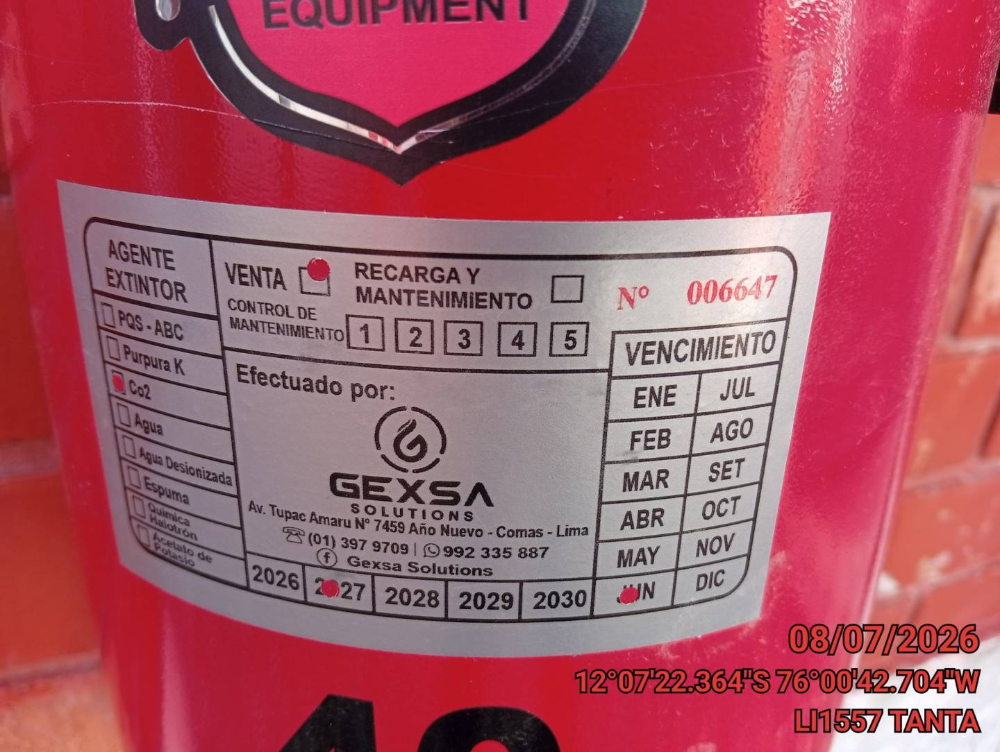 EQUIPMENT
AGENTE EXTINTOR
PQS - ABC
Purpura K
Co2
Agua
Agua Desionizada
Espuma
Quimica Halotrón
Acetato de Potasio
VENTA
RECARGA Y MANTENIMIENTO
CONTROL DE MANTENIMIENTO 1 2 3 4 5
N° 006647
Efectuado por:
G
GEXSA
SOLUTIONS
Av. Tupac Amaru N° 7459 Año Nuevo - Comas - Lima
(01) 397 9709 | 992 335 887
f Gexsa Solutions
VENCIMIENTO
ENE JUL
FEB AGO
MAR SET
ABR OCT
MAY NOV
JUN DIC
2026 2027 2028 2029 2030
08/07/2026
12°07'22.364"S 76°00'42.704"W
LI1557 TANTA